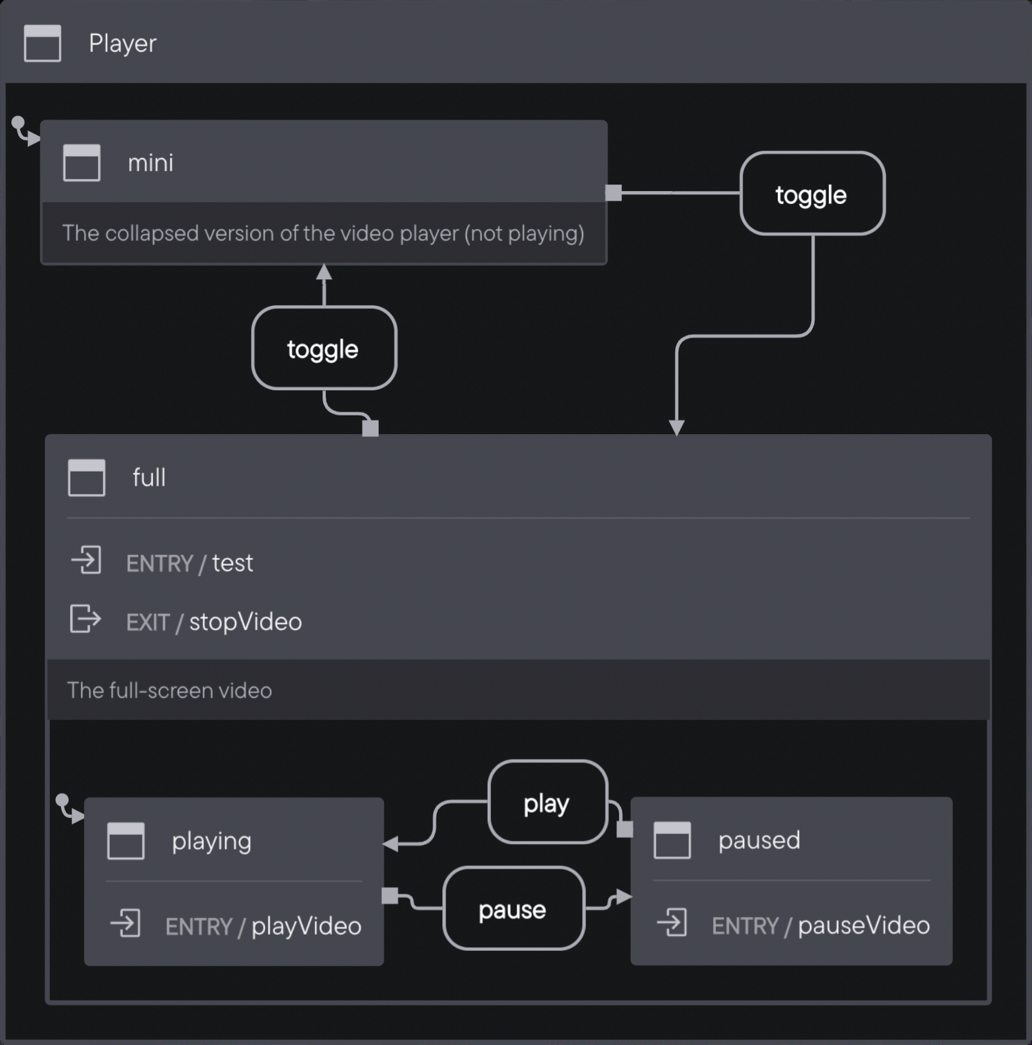 Player
mini
The collapsed version of the video player (not playing)
toggle
toggle
full
ENTRY / test
EXIT / stopVideo
The full-screen video
play
playing
paused
pause
ENTRY / playVideo
ENTRY / pauseVideo